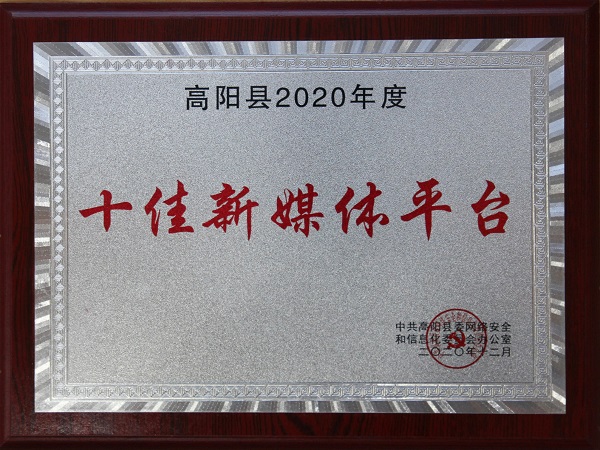 高阳县2020年度
十佳新媒体平台
中共高阳县委网络安全
和信息化委员会办公室
二〇二〇年十二月